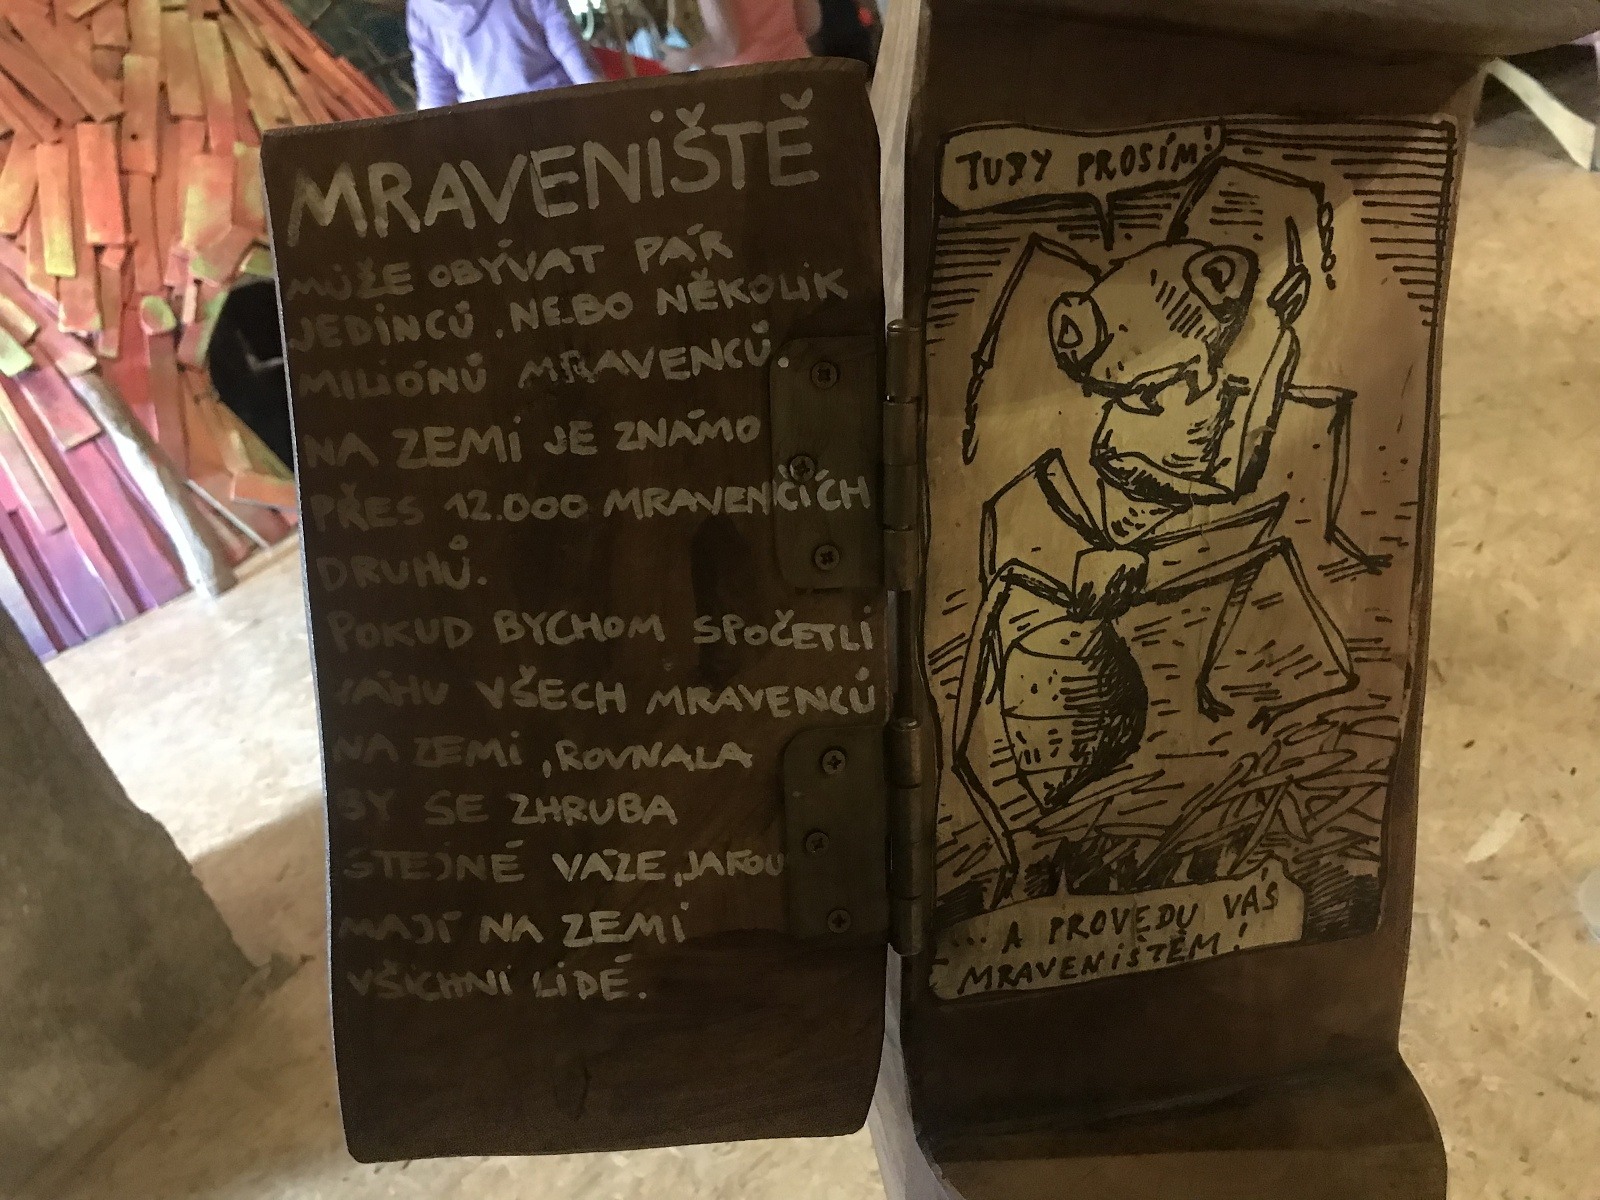 MRAVENIŠTĚ
MŮŽE OBÝVAT PÁR
JEDINCŮ, NEBO NĚKOLIK
MILIÓNŮ MRAVENCŮ.
NA ZEMI JE ZNÁMO
PŘES 12.000 MRAVENČÍCH
DRUHŮ.
POKUD BYCHOM SPOČETLI
VÁHU VŠECH MRAVENCŮ
NA ZEMI, ROVNALA
BY SE ZHRUBA
STEJNÉ VÁZE, JAKOU
MAJÍ NA ZEMI
VŠICHNI LIDÉ.
TUDY PROSÍM!
... A PROVEDU VÁS
MRAVENIŠTĚM!